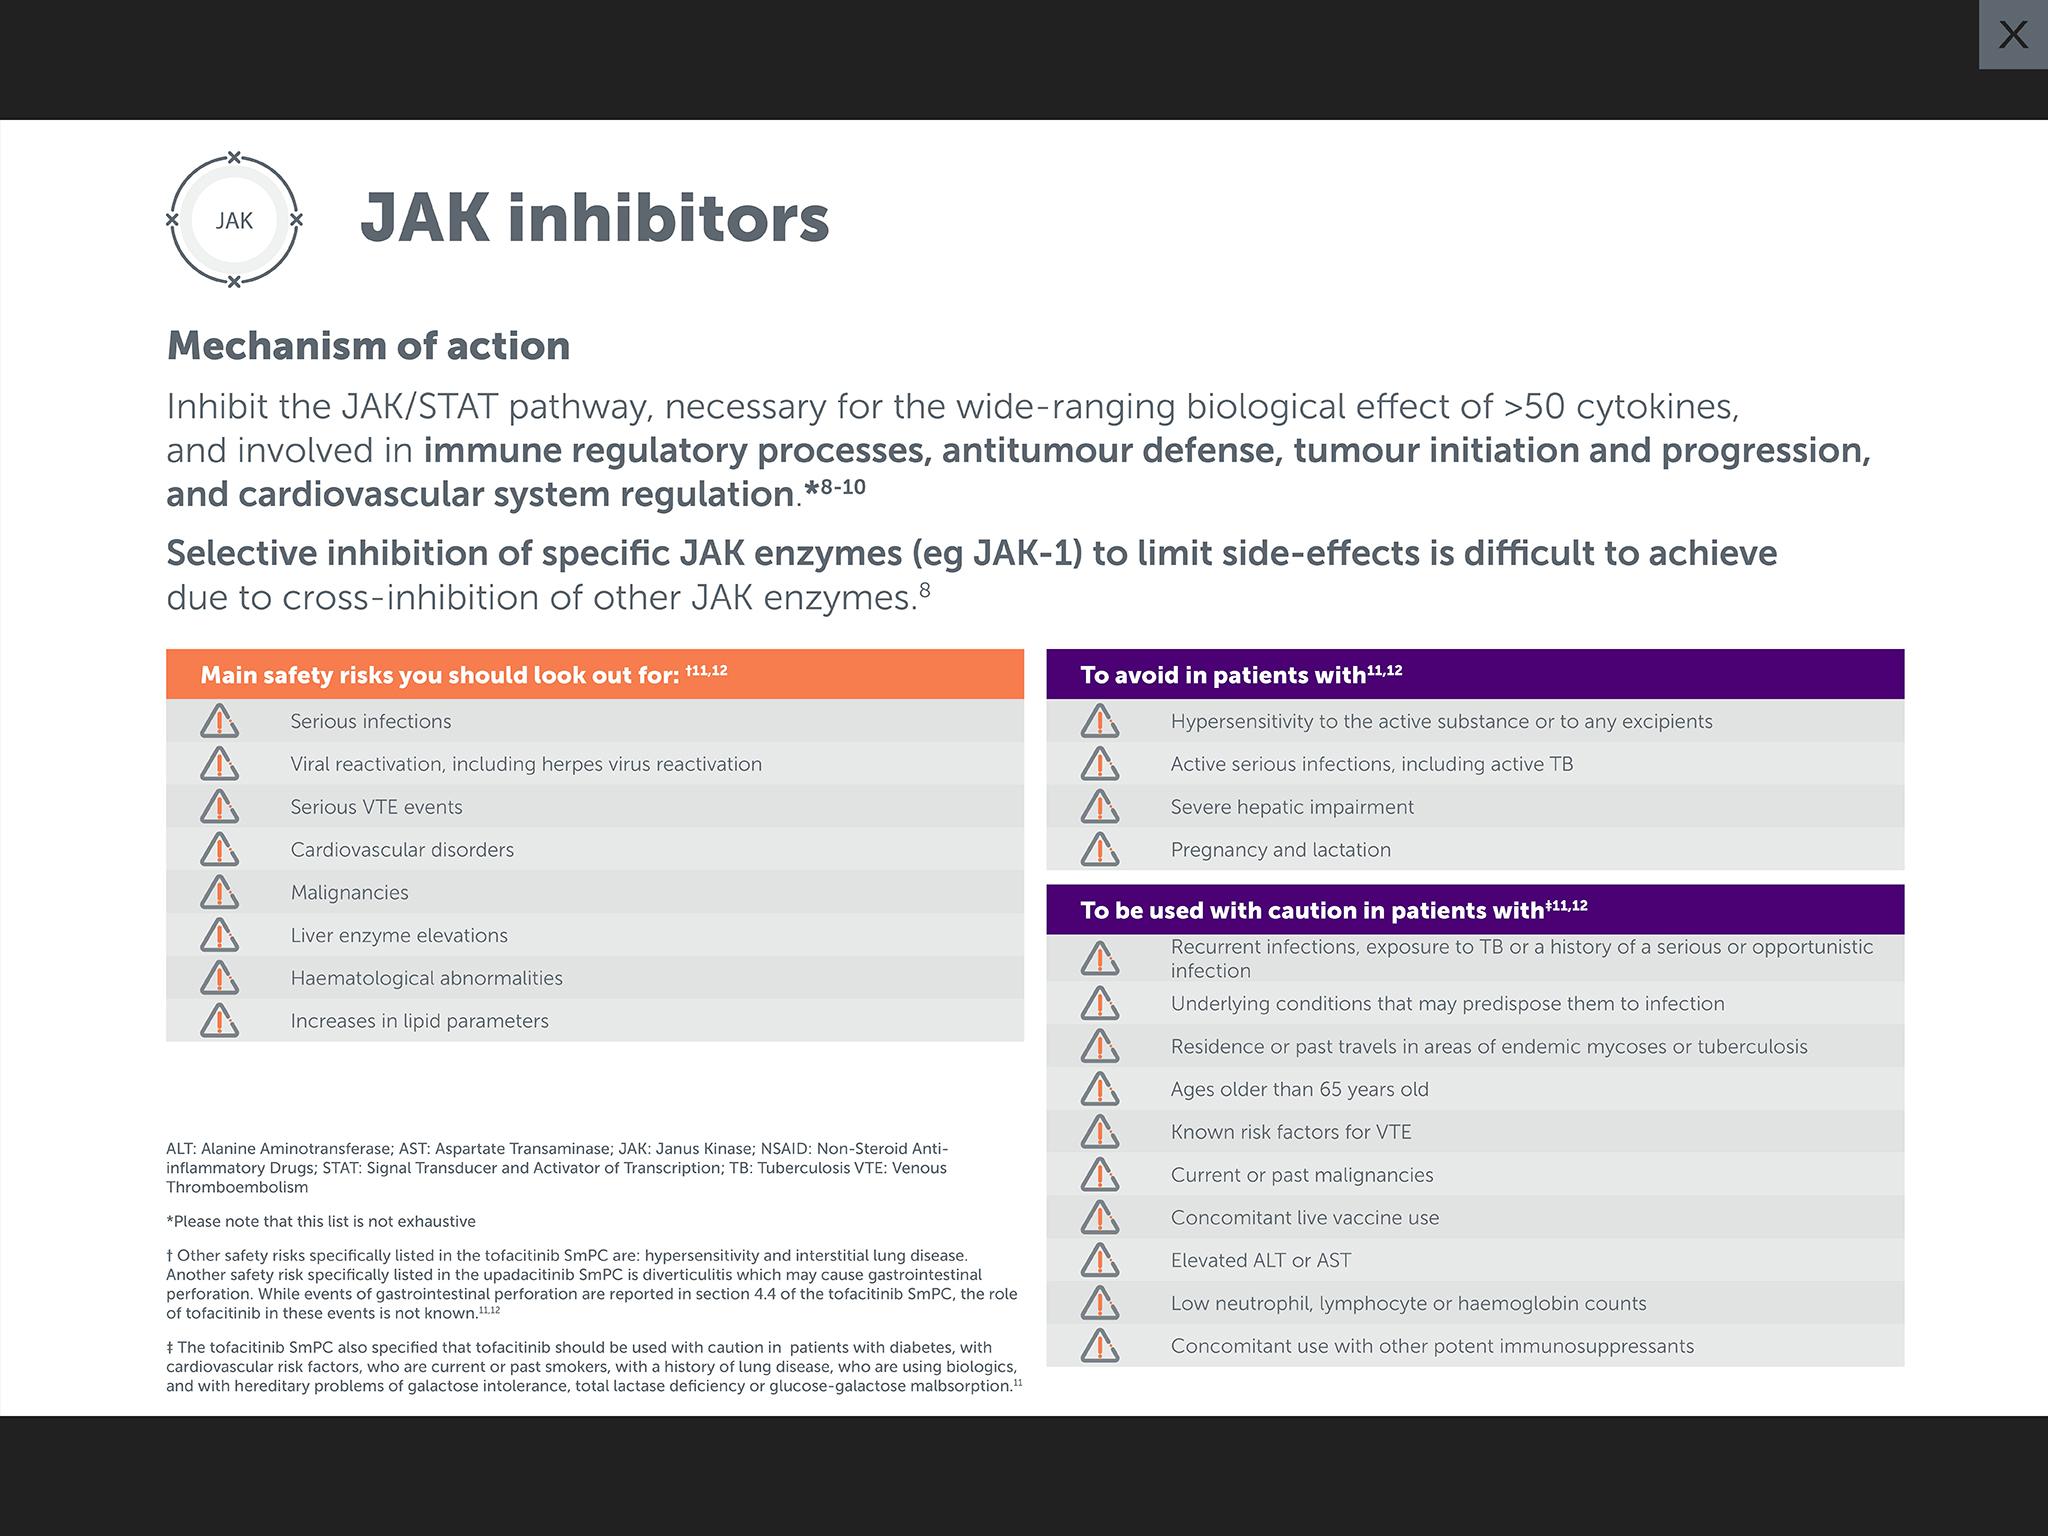 X
JAK
JAK inhibitors
Mechanism of action
Inhibit the JAK/STAT pathway, necessary for the wide-ranging biological effect of >50 cytokines,
and involved in immune regulatory processes, antitumour defense, tumour initiation and progression,
and cardiovascular system regulation.*8-10
Selective inhibition of specific JAK enzymes (eg JAK-1) to limit side-effects is difficult to achieve
due to cross-inhibition of other JAK enzymes.8
Main safety risks you should look out for: †11,12
Serious infections
Viral reactivation, including herpes virus reactivation
Serious VTE events
Cardiovascular disorders
Malignancies
Liver enzyme elevations
Haematological abnormalities
Increases in lipid parameters
ALT: Alanine Aminotransferase; AST: Aspartate Transaminase; JAK: Janus Kinase; NSAID: Non-Steroid Anti-
inflammatory Drugs; STAT: Signal Transducer and Activator of Transcription; TB: Tuberculosis VTE: Venous
Thromboembolism
*Please note that this list is not exhaustive
† Other safety risks specifically listed in the tofacitinib SmPC are: hypersensitivity and interstitial lung disease.
Another safety risk specifically listed in the upadacitinib SmPC is diverticulitis which may cause gastrointestinal
perforation. While events of gastrointestinal perforation are reported in section 4.4 of the tofacitinib SmPC, the role
of tofacitinib in these events is not known.11,12
‡ The tofacitinib SmPC also specified that tofacitinib should be used with caution in patients with diabetes, with
cardiovascular risk factors, who are current or past smokers, with a history of lung disease, who are using biologics,
and with hereditary problems of galactose intolerance, total lactase deficiency or glucose-galactose malbsorption.11
To avoid in patients with11,12
Hypersensitivity to the active substance or to any excipients
Active serious infections, including active TB
Severe hepatic impairment
Pregnancy and lactation
To be used with caution in patients with‡11,12
Recurrent infections, exposure to TB or a history of a serious or opportunistic
infection
Underlying conditions that may predispose them to infection
Residence or past travels in areas of endemic mycoses or tuberculosis
Ages older than 65 years old
Known risk factors for VTE
Current or past malignancies
Concomitant live vaccine use
Elevated ALT or AST
Low neutrophil, lymphocyte or haemoglobin counts
Concomitant use with other potent immunosuppressants